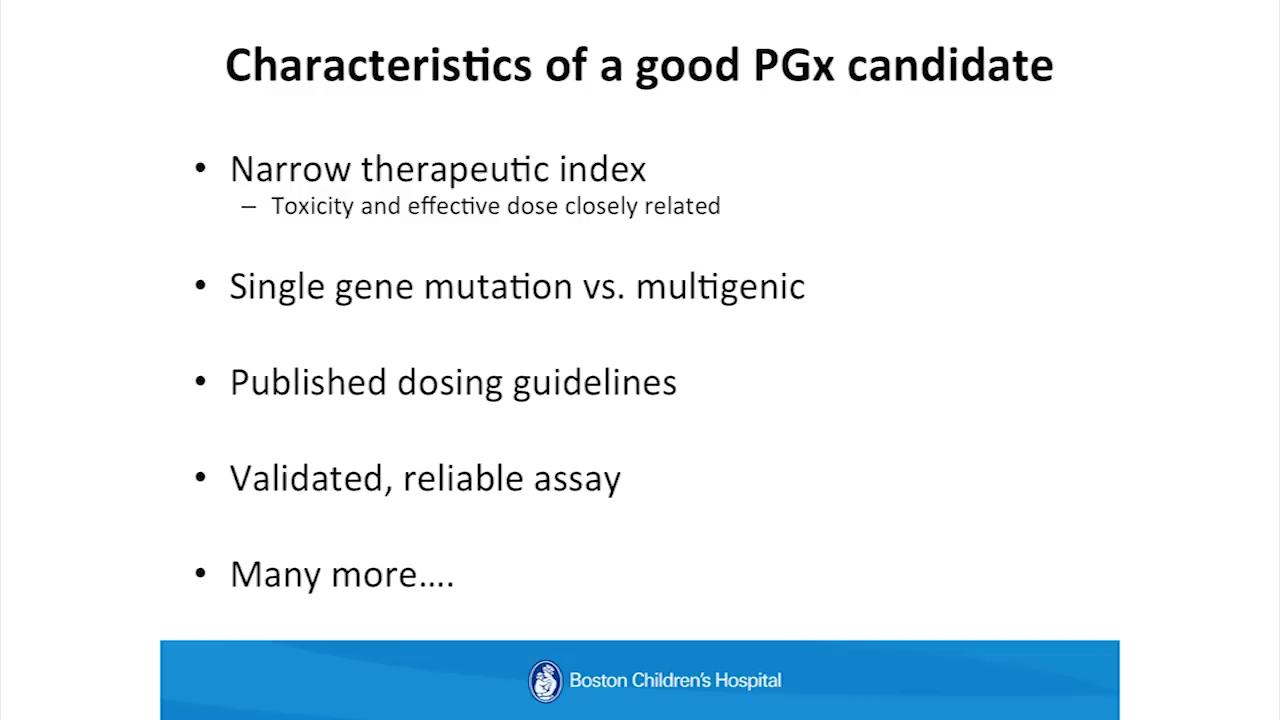 Characteristics of a good PGx candidate
• Narrow therapeutic index
– Toxicity and effective dose closely related
• Single gene mutation vs. multigenic
• Published dosing guidelines
• Validated, reliable assay
• Many more....
Boston Children's Hospital